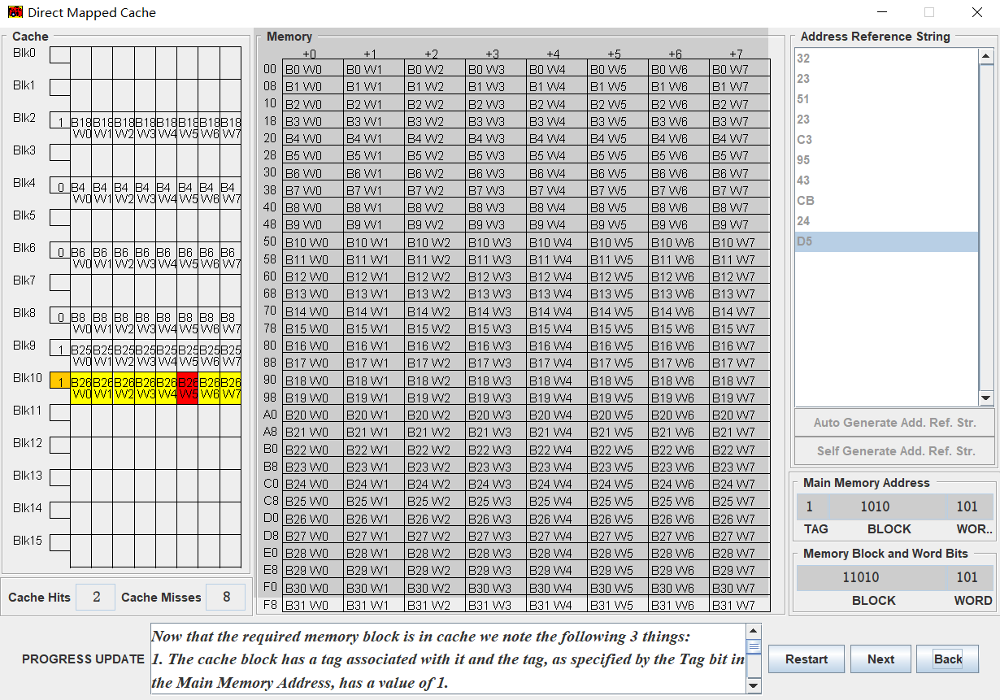 Direct Mapped Cache
Cache
Blk0
Blk1
Blk2 1 B18 B18 B18 B18 B18 B18 B18 B18
W0 W1 W2 W3 W4 W5 W6 W7
Blk3
Blk4 0 B4 B4 B4 B4 B4 B4 B4 B4
W0 W1 W2 W3 W4 W5 W6 W7
Blk5
Blk6 0 B6 B6 B6 B6 B6 B6 B6 B6
W0 W1 W2 W3 W4 W5 W6 W7
Blk7
Blk8 0 B8 B8 B8 B8 B8 B8 B8 B8
W0 W1 W2 W3 W4 W5 W6 W7
Blk9 1 B25 B25 B25 B25 B25 B25 B25 B25
W0 W1 W2 W3 W4 W5 W6 W7
Blk10 1 B26 B26 B26 B26 B26 B26 B26 B26
W0 W1 W2 W3 W4 W5 W6 W7
Blk11
Blk12
Blk13
Blk14
Blk15
Cache Hits 2 Cache Misses 8
Memory
+0 +1 +2 +3 +4 +5 +6 +7
00 B0 W0 B0 W1 B0 W2 B0 W3 B0 W4 B0 W5 B0 W6 B0 W7
08 B1 W0 B1 W1 B1 W2 B1 W3 B1 W4 B1 W5 B1 W6 B1 W7
10 B2 W0 B2 W1 B2 W2 B2 W3 B2 W4 B2 W5 B2 W6 B2 W7
18 B3 W0 B3 W1 B3 W2 B3 W3 B3 W4 B3 W5 B3 W6 B3 W7
20 B4 W0 B4 W1 B4 W2 B4 W3 B4 W4 B4 W5 B4 W6 B4 W7
28 B5 W0 B5 W1 B5 W2 B5 W3 B5 W4 B5 W5 B5 W6 B5 W7
30 B6 W0 B6 W1 B6 W2 B6 W3 B6 W4 B6 W5 B6 W6 B6 W7
38 B7 W0 B7 W1 B7 W2 B7 W3 B7 W4 B7 W5 B7 W6 B7 W7
40 B8 W0 B8 W1 B8 W2 B8 W3 B8 W4 B8 W5 B8 W6 B8 W7
48 B9 W0 B9 W1 B9 W2 B9 W3 B9 W4 B9 W5 B9 W6 B9 W7
50 B10 W0 B10 W1 B10 W2 B10 W3 B10 W4 B10 W5 B10 W6 B10 W7
58 B11 W0 B11 W1 B11 W2 B11 W3 B11 W4 B11 W5 B11 W6 B11 W7
60 B12 W0 B12 W1 B12 W2 B12 W3 B12 W4 B12 W5 B12 W6 B12 W7
68 B13 W0 B13 W1 B13 W2 B13 W3 B13 W4 B13 W5 B13 W6 B13 W7
70 B14 W0 B14 W1 B14 W2 B14 W3 B14 W4 B14 W5 B14 W6 B14 W7
78 B15 W0 B15 W1 B15 W2 B15 W3 B15 W4 B15 W5 B15 W6 B15 W7
80 B16 W0 B16 W1 B16 W2 B16 W3 B16 W4 B16 W5 B16 W6 B16 W7
88 B17 W0 B17 W1 B17 W2 B17 W3 B17 W4 B17 W5 B17 W6 B17 W7
90 B18 W0 B18 W1 B18 W2 B18 W3 B18 W4 B18 W5 B18 W6 B18 W7
98 B19 W0 B19 W1 B19 W2 B19 W3 B19 W4 B19 W5 B19 W6 B19 W7
A0 B20 W0 B20 W1 B20 W2 B20 W3 B20 W4 B20 W5 B20 W6 B20 W7
A8 B21 W0 B21 W1 B21 W2 B21 W3 B21 W4 B21 W5 B21 W6 B21 W7
B0 B22 W0 B22 W1 B22 W2 B22 W3 B22 W4 B22 W5 B22 W6 B22 W7
B8 B23 W0 B23 W1 B23 W2 B23 W3 B23 W4 B23 W5 B23 W6 B23 W7
C0 B24 W0 B24 W1 B24 W2 B24 W3 B24 W4 B24 W5 B24 W6 B24 W7
C8 B25 W0 B25 W1 B25 W2 B25 W3 B25 W4 B25 W5 B25 W6 B25 W7
D0 B26 W0 B26 W1 B26 W2 B26 W3 B26 W4 B26 W5 B26 W6 B26 W7
D8 B27 W0 B27 W1 B27 W2 B27 W3 B27 W4 B27 W5 B27 W6 B27 W7
E0 B28 W0 B28 W1 B28 W2 B28 W3 B28 W4 B28 W5 B28 W6 B28 W7
E8 B29 W0 B29 W1 B29 W2 B29 W3 B29 W4 B29 W5 B29 W6 B29 W7
F0 B30 W0 B30 W1 B30 W2 B30 W3 B30 W4 B30 W5 B30 W6 B30 W7
F8 B31 W0 B31 W1 B31 W2 B31 W3 B31 W4 B31 W5 B31 W6 B31 W7
Address Reference String
32
23
51
23
C3
95
43
CB
24
D5
Auto Generate Add. Ref. Str.
Self Generate Add. Ref. Str.
Main Memory Address
1 1010 101
TAG BLOCK WOR..
Memory Block and Word Bits
11010 101
BLOCK WORD
PROGRESS UPDATE
Now that the required memory block is in cache we note the following 3 things:
1. The cache block has a tag associated with it and the tag, as specified by the Tag bit in
the Main Memory Address, has a value of 1.
Restart Next Back